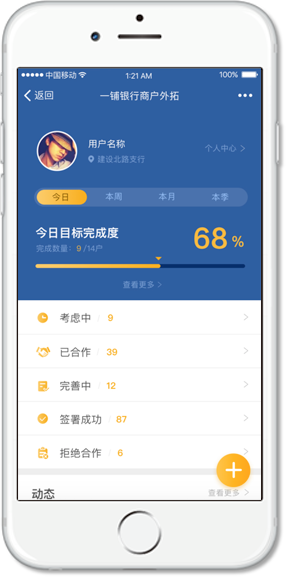 中国移动
1:21 AM
100%
返回
一铺银行商户外拓
用户名称
个人中心
建设北路支行
今日
本周
本月
本季
今日目标完成度
68 %
完成数量：9 /14户
查看更多
考虑中 9
已合作 39
完善中 12
签署成功 87
拒绝合作 6
动态
查看更多